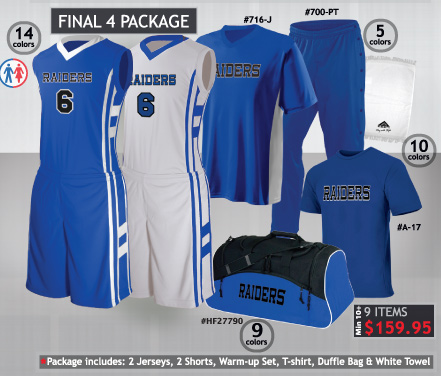 FINAL 4 PACKAGE
14
colors
#716-J
#700-PT
5
colors
RAIDERS
6
RAIDERS
6
RAIDERS
10
colors
RAIDERS
#A-17
RAIDERS
#HF27790
9
colors
Min 10+
9 ITEMS
$159.95
*Package includes: 2 Jerseys, 2 Shorts, Warm-up Set, T-shirt, Duffle Bag & White Towel